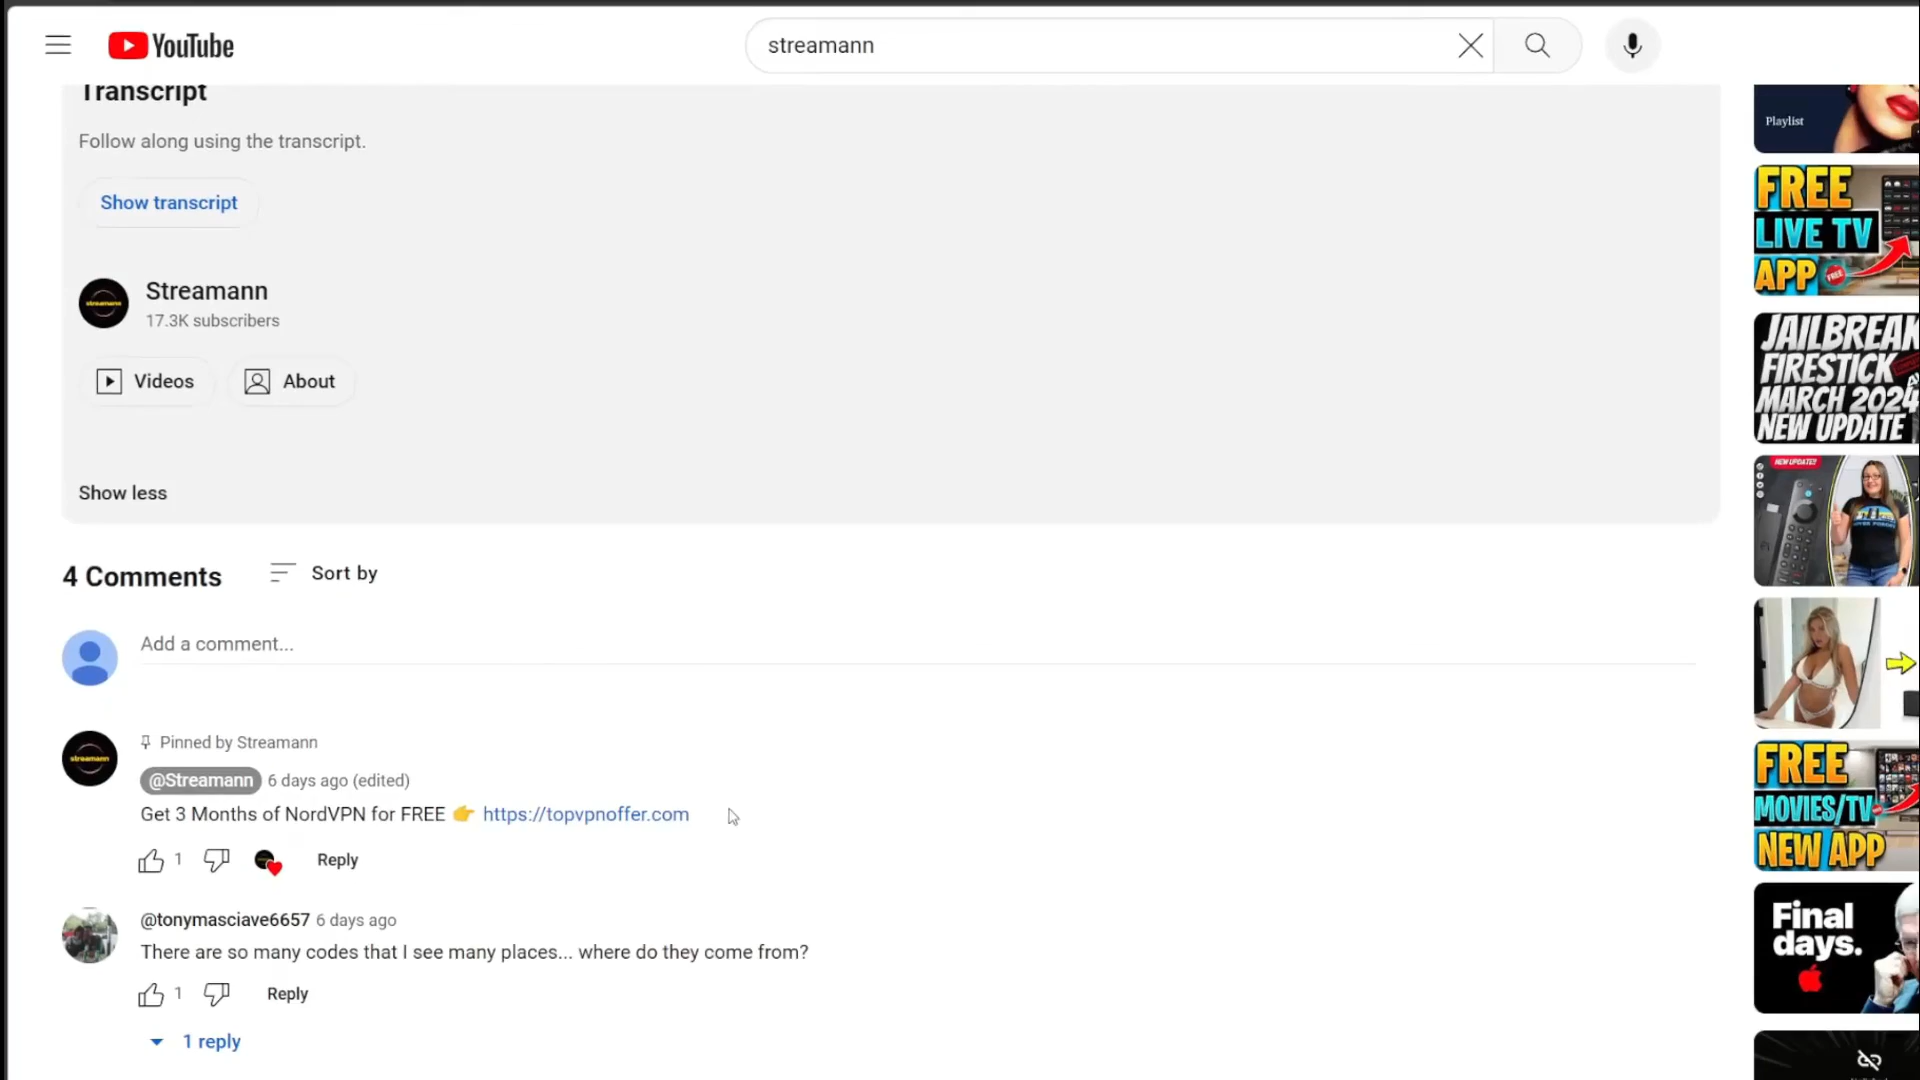 YouTube
streamann
Transcript
Follow along using the transcript.
Show transcript
Streamann
17.3K subscribers
Videos
About
Show less
4 Comments
Sort by
Add a comment...
Pinned by Streamann
@Streamann 6 days ago (edited)
Get 3 Months of NordVPN for FREE 👉 https://topvpnoffer.com
1
Reply
@tonymasciave6657 6 days ago
There are so many codes that I see many places... where do they come from?
1
Reply
1 reply
Playlist
FREE
LIVE TV
APP
FREE
JAILBREAK
FIRESTICK
MARCH 2024
NEW UPDATE
NEW UPDATE!!
FREE
MOVIES/TV
NEW APP
Final
days.